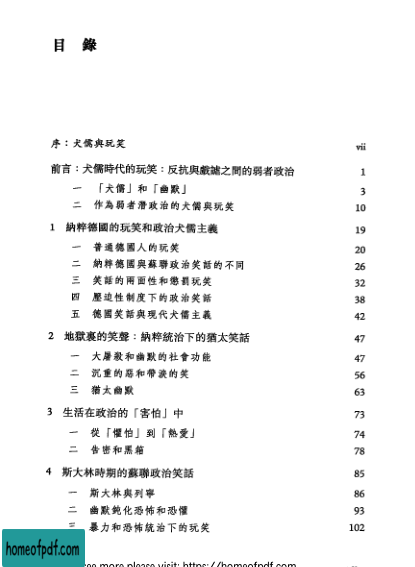 目 錄
序：犬儒與玩笑 vii
前言：犬儒時代的玩笑：反抗與戲謔之間的弱者政治 1
一 「犬儒」和「幽默」 3
二 作為弱者潛政治的犬儒與玩笑 10
1 納粹德國的玩笑和政治犬儒主義 19
一 普通德國人的玩笑 20
二 納粹德國與蘇聯政治笑話的不同 26
三 笑話的兩面性和懲罰玩笑 32
四 壓迫性制度下的政治笑話 38
五 德國笑話與現代犬儒主義 42
2 地獄裏的笑聲：納粹統治下的猶太笑話 47
一 大屠殺和幽默的社會功能 47
二 沉重的惡和帶淚的笑 56
三 猶太幽默 63
3 生活在政治的「害怕」中 73
一 從「懼怕」到「熱愛」 74
二 告密和黑箱 78
4 斯大林時期的蘇聯政治笑話 85
一 斯大林與列寧 86
二 幽默鈍化恐怖和恐懼 93
三 暴力和恐怖統治下的玩笑 102
homeofpdf.com
see more please visit: https://homeofpdf.com